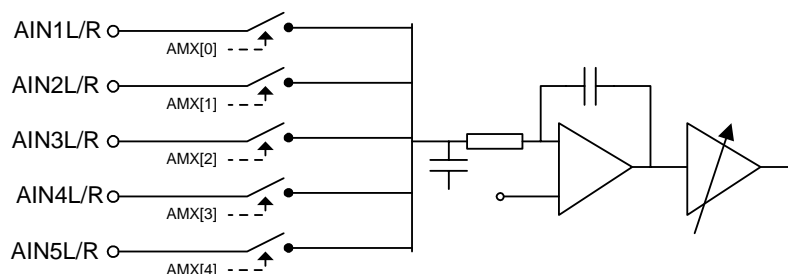 AIN1L/R
AMX[0]
AIN2L/R
AMX[1]
AIN3L/R
AMX[2]
AIN4L/R
AMX[3]
AIN5L/R
AMX[4]